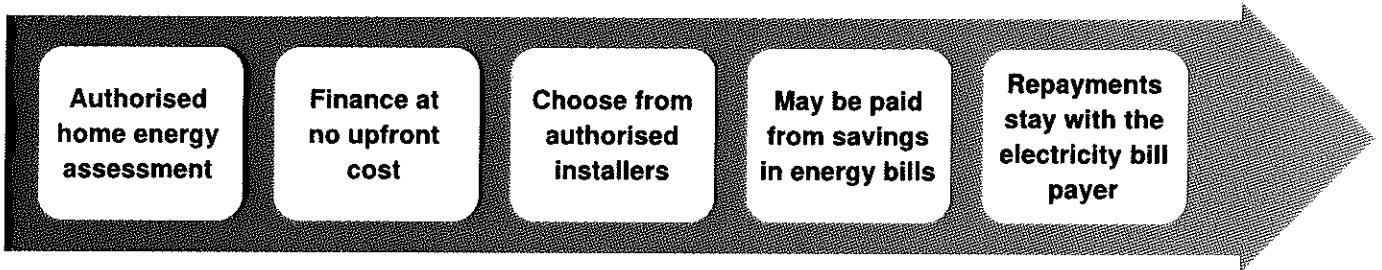 Authorised
home energy
assessment
Finance at
no upfront
cost
Choose from
authorised
installers
May be paid
from savings
in energy bills
Repayments
stay with the
electricity bill
payer